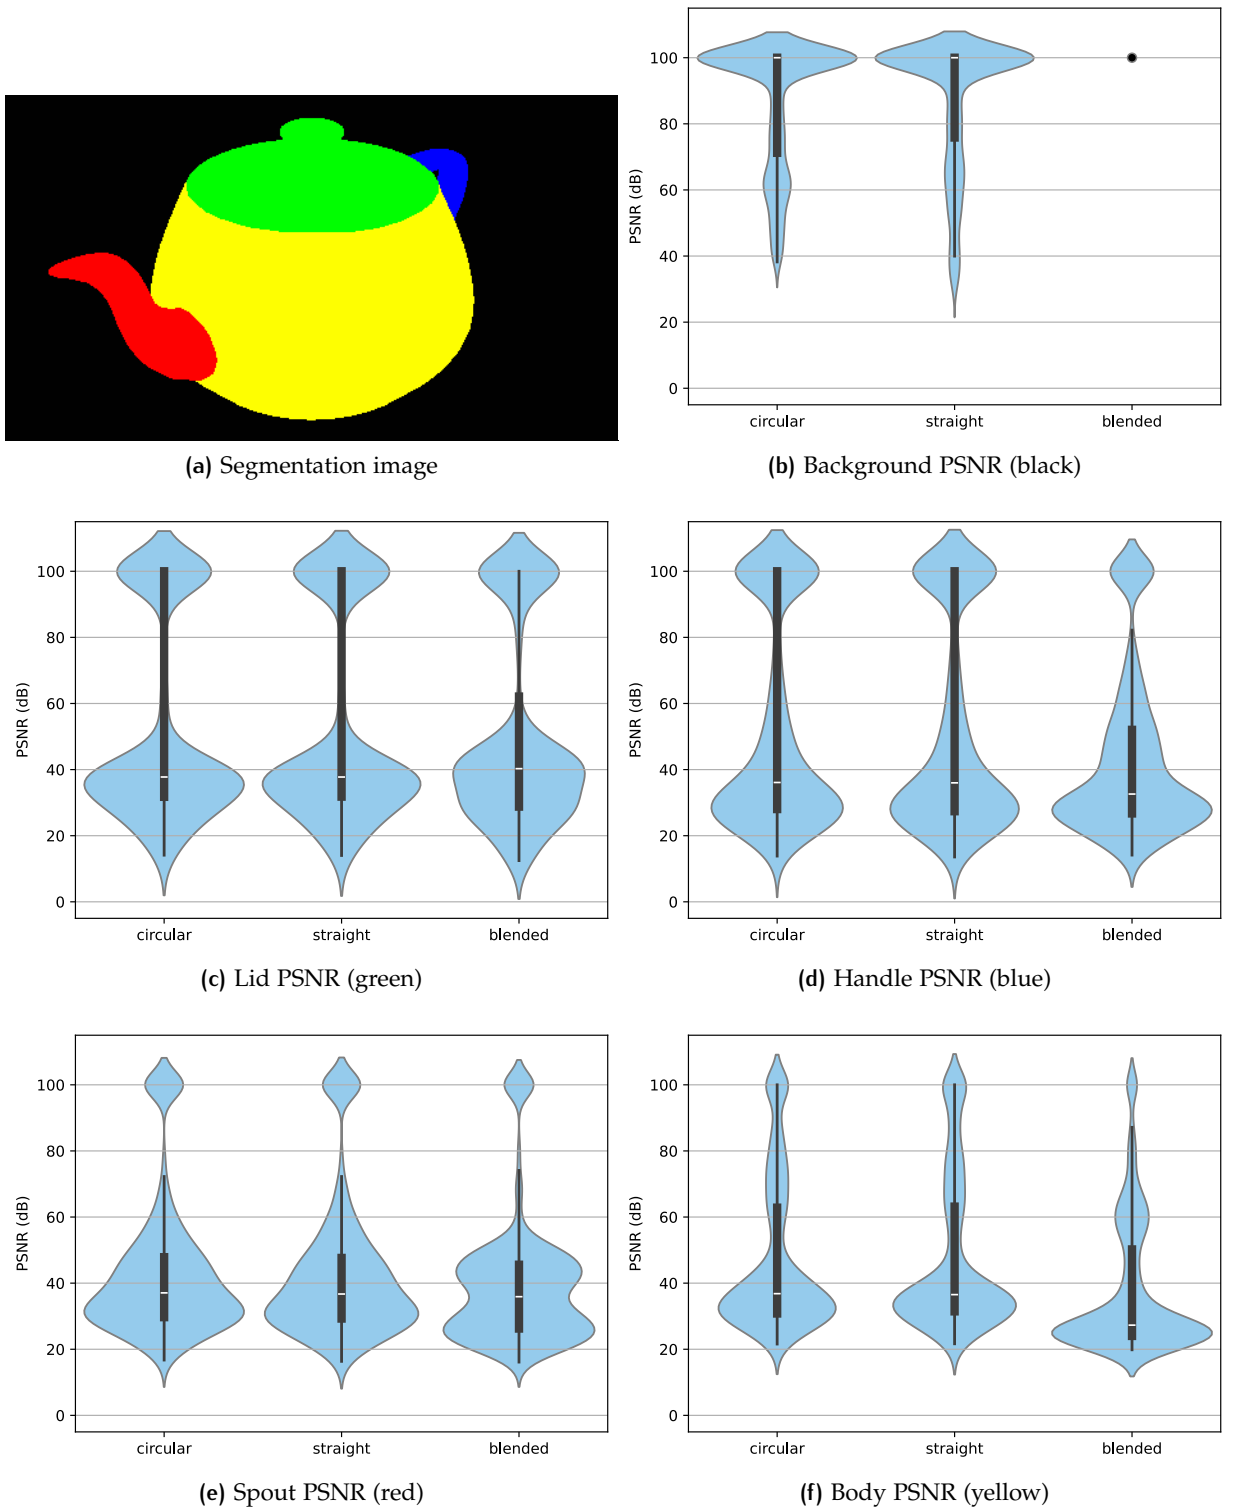 100
80
60
40
20
0
PSNR (dB)
circular straight blended
(a) Segmentation image
(b) Background PSNR (black)
100
80
60
40
20
0
PSNR (dB)
circular straight blended
(c) Lid PSNR (green)
100
80
60
40
20
0
PSNR (dB)
circular straight blended
(d) Handle PSNR (blue)
100
80
60
40
20
0
PSNR (dB)
circular straight blended
(e) Spout PSNR (red)
100
80
60
40
20
0
PSNR (dB)
circular straight blended
(f) Body PSNR (yellow)